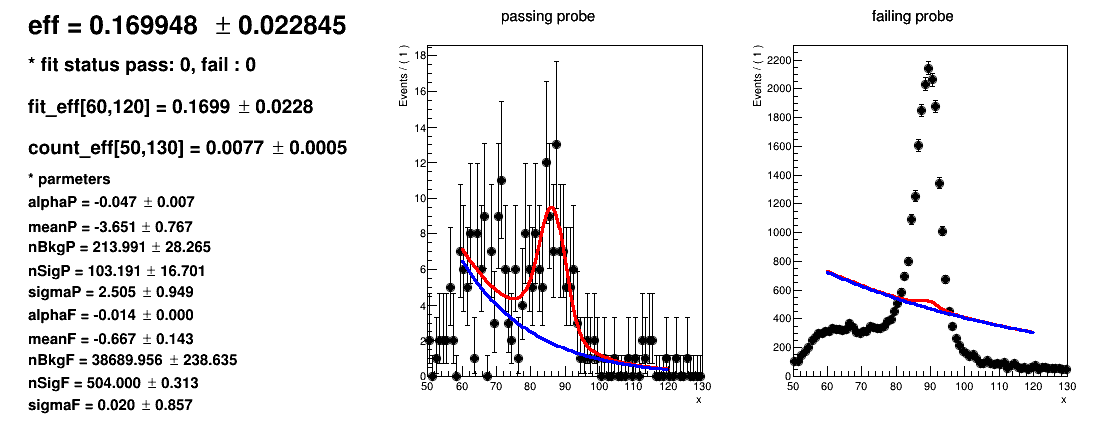 eff = 0.169948 ± 0.022845
* fit status pass: 0, fail : 0
fit_eff[60,120] = 0.1699 ± 0.0228
count_eff[50,130] = 0.0077 ± 0.0005
* parmeters
alphaP = -0.047 ± 0.007
meanP = -3.651 ± 0.767
nBkgP = 213.991 ± 28.265
nSigP = 103.191 ± 16.701
sigmaP = 2.505 ± 0.949
alphaF = -0.014 ± 0.000
meanF = -0.667 ± 0.143
nBkgF = 38689.956 ± 238.635
nSigF = 504.000 ± 0.313
sigmaF = 0.020 ± 0.857
passing probe
Events / ( 1 )
18
16
14
12
10
8
6
4
2
0
50 60 70 80 90 100 110 120 130
x
failing probe
Events / ( 1 )
2200
2000
1800
1600
1400
1200
1000
800
600
400
200
0
50 60 70 80 90 100 110 120 130
x